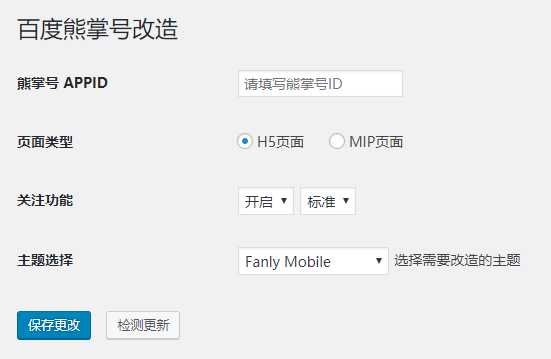 百度熊掌号改造
熊掌号 APPID 请填写熊掌号ID
页面类型 H5页面 MIP页面
关注功能 开启 标准
主题选择 Fanly Mobile 选择需要改造的主题
保存更改 检测更新